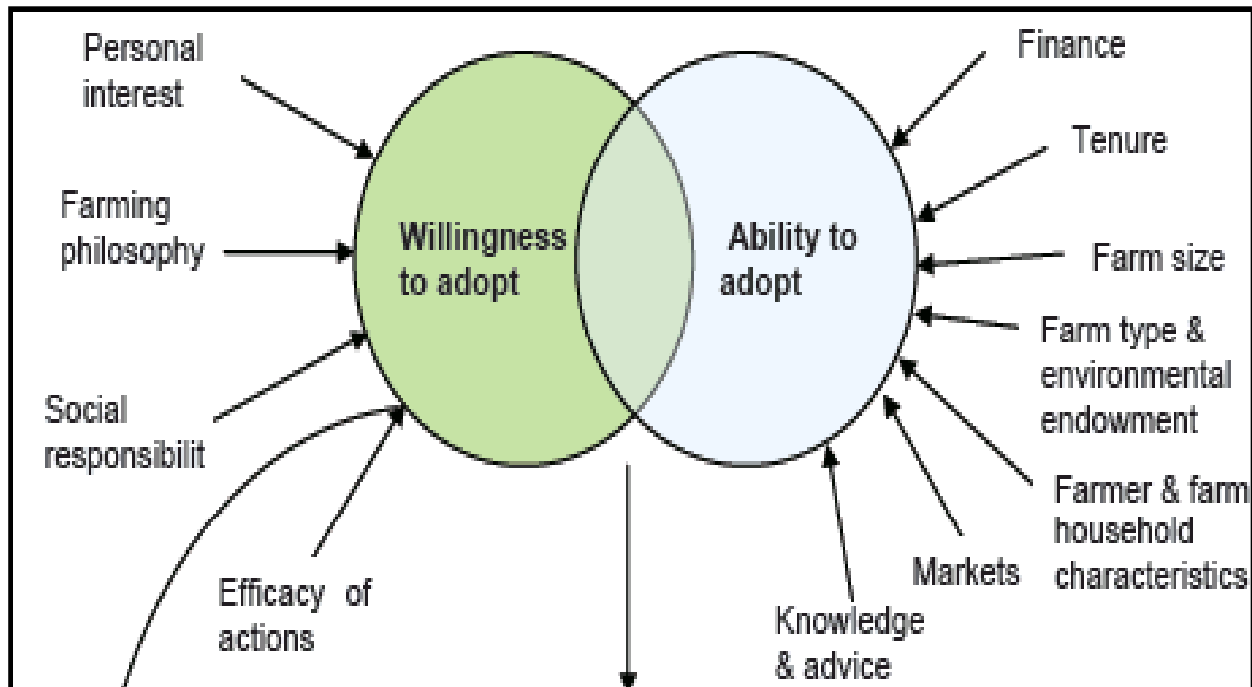 Personal
interest
Farming
philosophy
Social
responsibilit
Efficacy of
actions
Willingness
to adopt
Ability to
adopt
Finance
Tenure
Farm size
Farm type &
environmental
endowment
Farmer & farm
household
characteristics
Markets
Knowledge
& advice